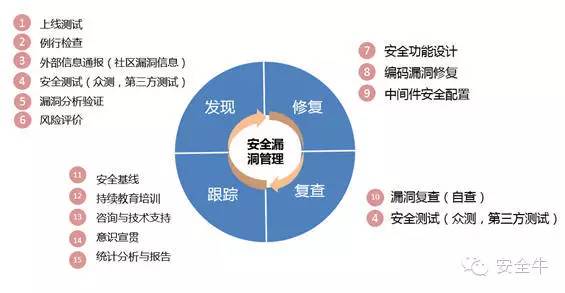 1 上线测试
2 例行检查
3 外部信息通报（社区漏洞信息）
4 安全测试（众测，第三方测试）
5 漏洞分析验证
6 风险评价
7 安全功能设计
8 编码漏洞修复
9 中间件安全配置
发现
修复
安全漏
洞管理
跟踪
复查
11 安全基线
12 持续教育培训
13 咨询与技术支持
14 意识宣贯
15 统计分析与报告
10 漏洞复查（自查）
4 安全测试（众测，第三方测试）
安全牛